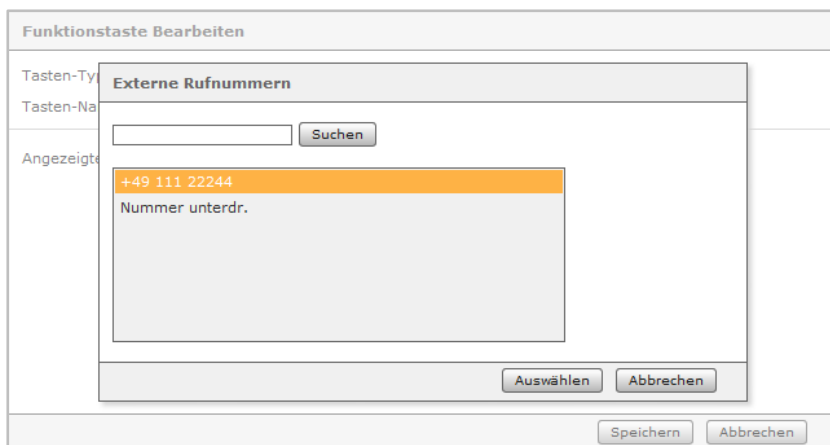 Funktionstaste Bearbeiten
Tasten-Typ
Externe Rufnummern
Tasten-Na
Suchen
Angezeigte
+49 111 22244
Nummer unterdr.
Auswählen Abbrechen
Speichern Abbrechen